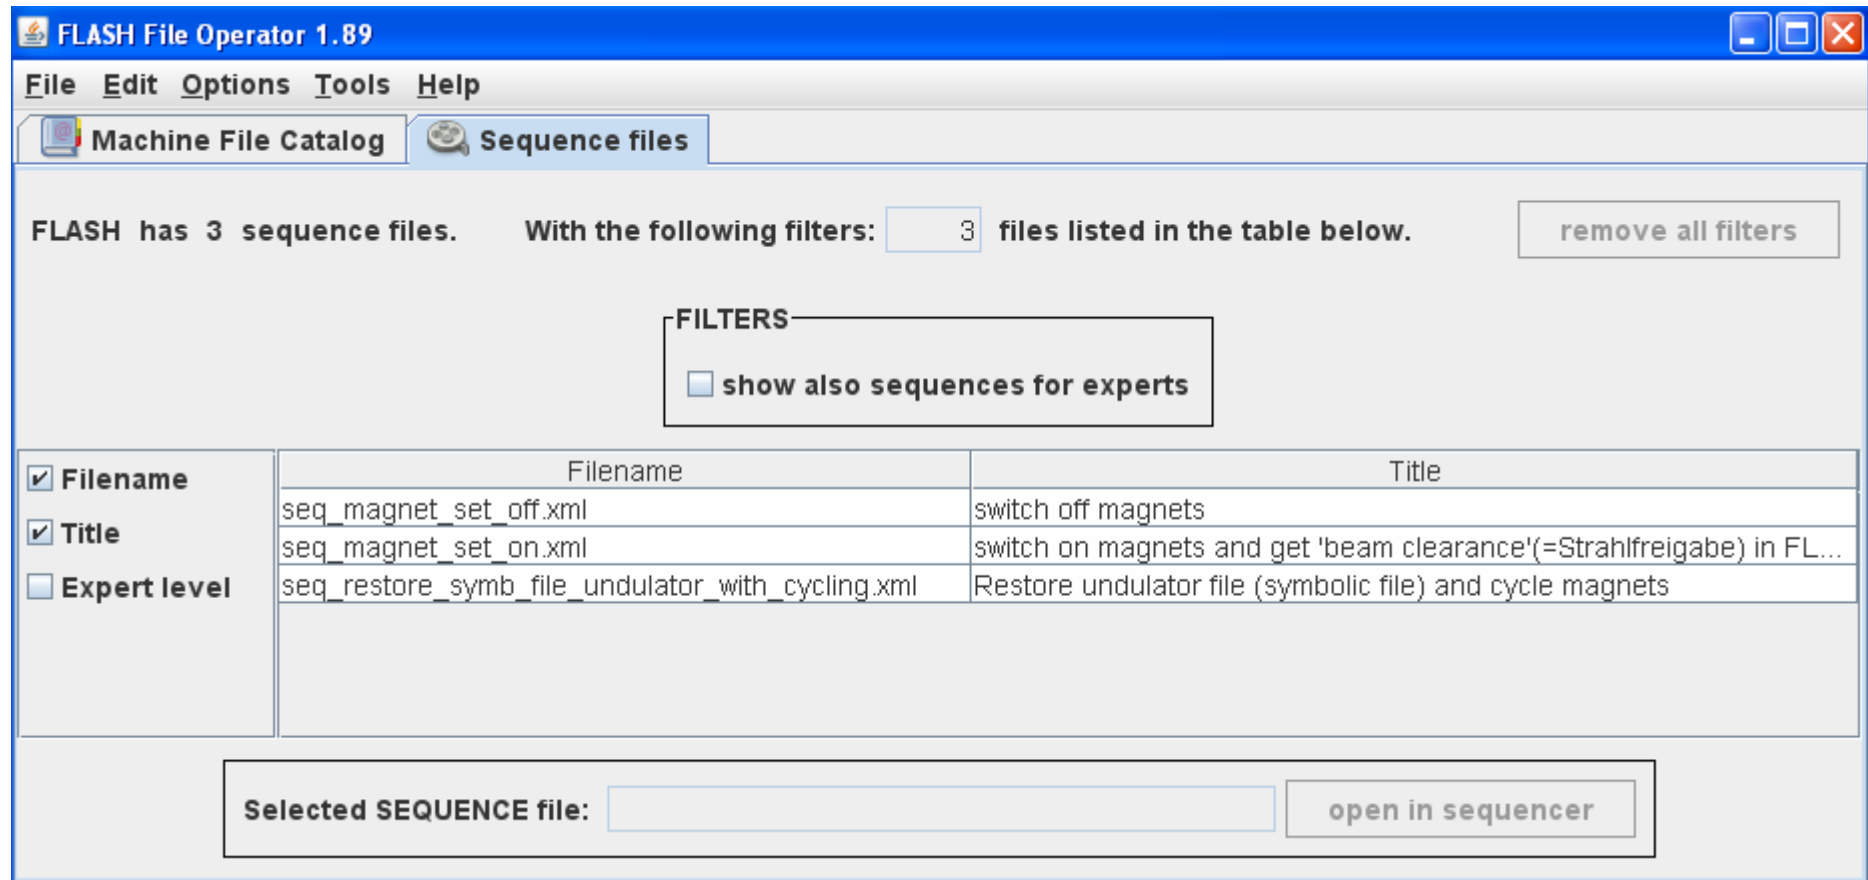 FLASH File Operator 1.89
File Edit Options Tools Help
Machine File Catalog Sequence files
FLASH has 3 sequence files. With the following filters: 3 files listed in the table below. remove all filters
FILTERS
show also sequences for experts
Filename
Title
Expert level
Filename Title
seq_magnet_set_off.xml switch off magnets
seq_magnet_set_on.xml switch on magnets and get 'beam clearance'(=Strahlfreigabe) in FL...
seq_restore_symb_file_undulator_with_cycling.xml Restore undulator file (symbolic file) and cycle magnets
Selected SEQUENCE file: open in sequencer